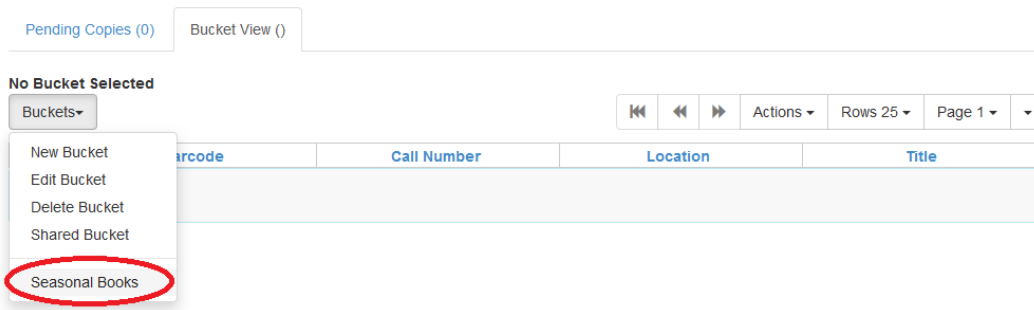 Pending Copies (0) Bucket View ()
No Bucket Selected
Buckets
Actions Rows 25 Page 1
New Bucket
arcode Call Number Location Title
Edit Bucket
Delete Bucket
Shared Bucket
Seasonal Books